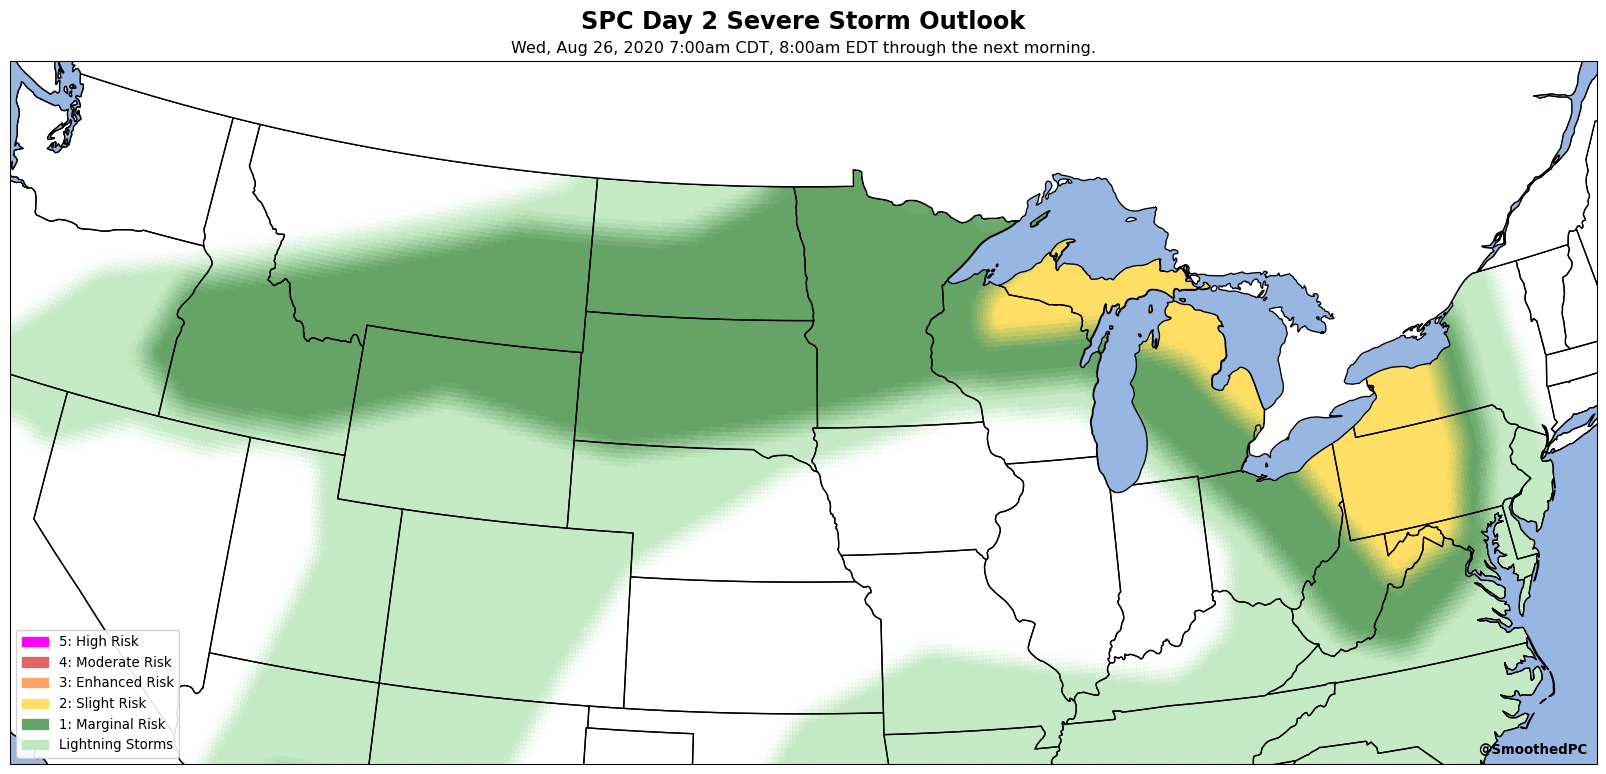 SPC Day 2 Severe Storm Outlook
Wed, Aug 26, 2020 7:00am CDT, 8:00am EDT through the next morning.
5: High Risk
4: Moderate Risk
3: Enhanced Risk
2: Slight Risk
1: Marginal Risk
Lightning Storms
@SmoothedPC